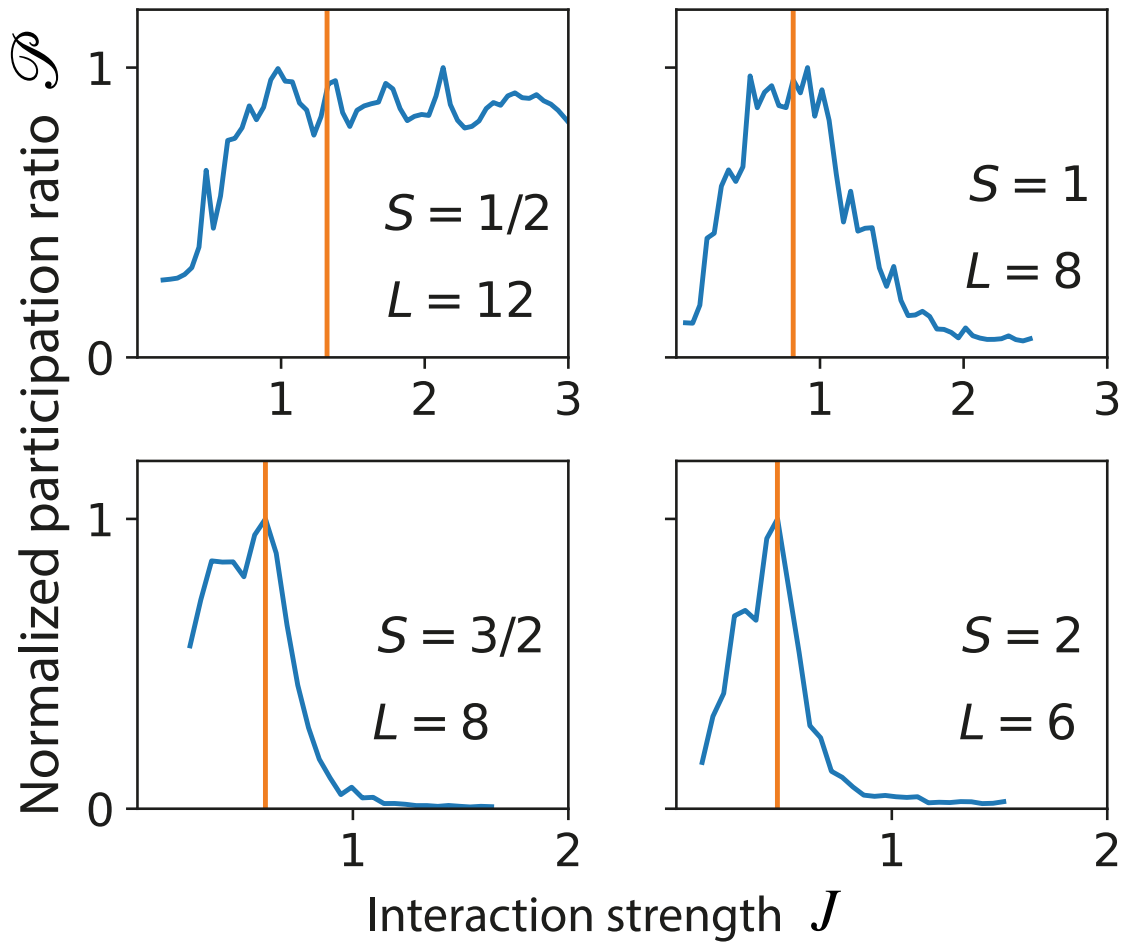 Normalized participation ratio 𝒫
1
0
S = 1/2
L = 12
1 2 3
S = 1
L = 8
1 2 3
1
0
S = 3/2
L = 8
1 2
S = 2
L = 6
1 2
Interaction strength J